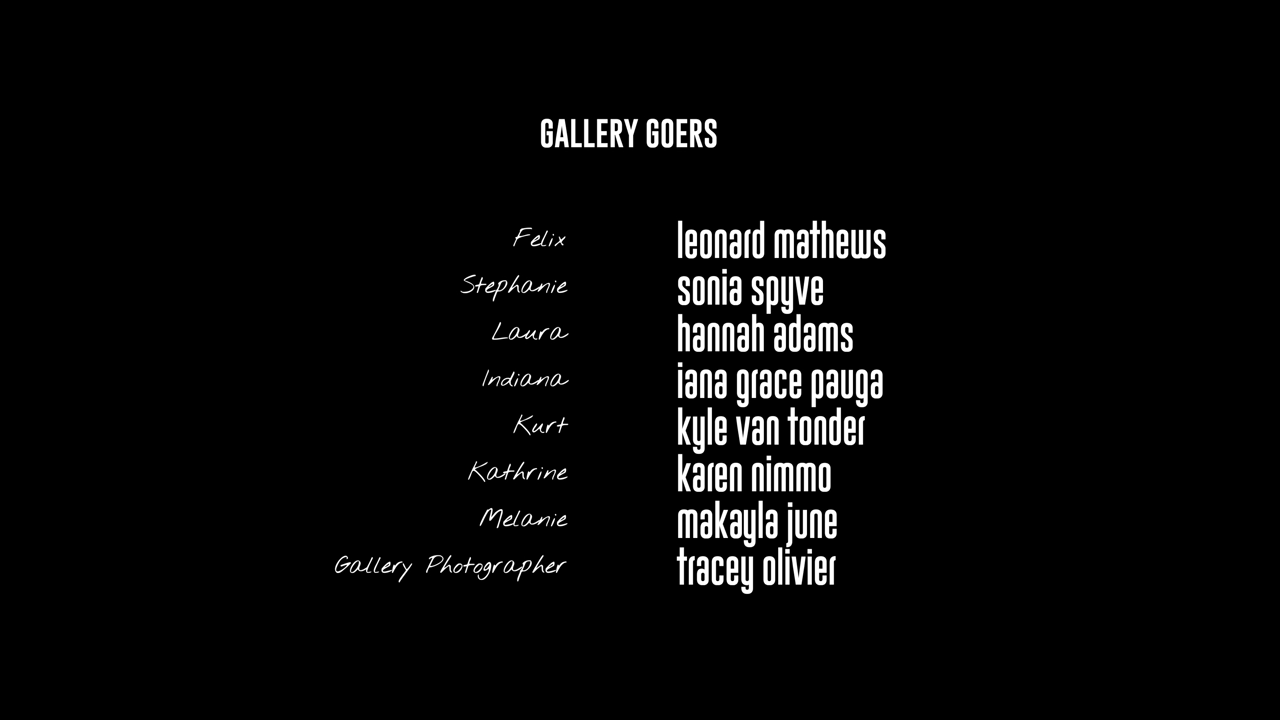 GALLERY GOERS
Felix leonard mathews
Stephanie sonia spyve
Laura hannah adams
Indiana iana grace pauga
Kurt kyle van tonder
Kathrine karen nimmo
Melanie makayla june
Gallery Photographer tracey olivier